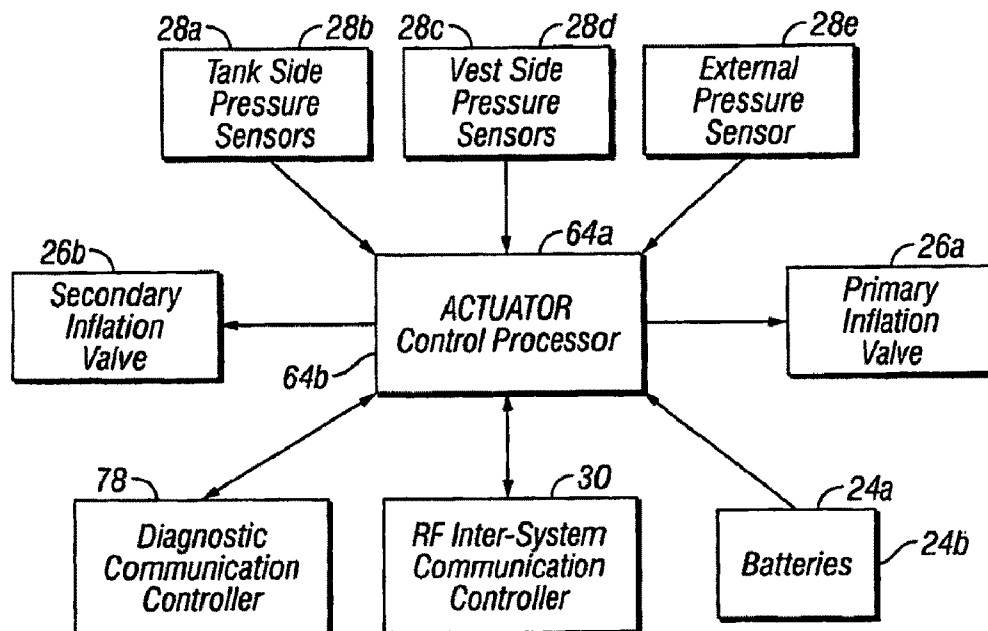 28a 28b 28c 28d 28e
Tank Side
Pressure
Sensors
Vest Side
Pressure
Sensors
External
Pressure
Sensor
26b 64a 26a
Secondary
Inflation
Valve
ACTUATOR
Control Processor
64b
Primary
Inflation
Valve
78 30 24a
Diagnostic
Communication
Controller
RF Inter-System
Communication
Controller
Batteries
24b